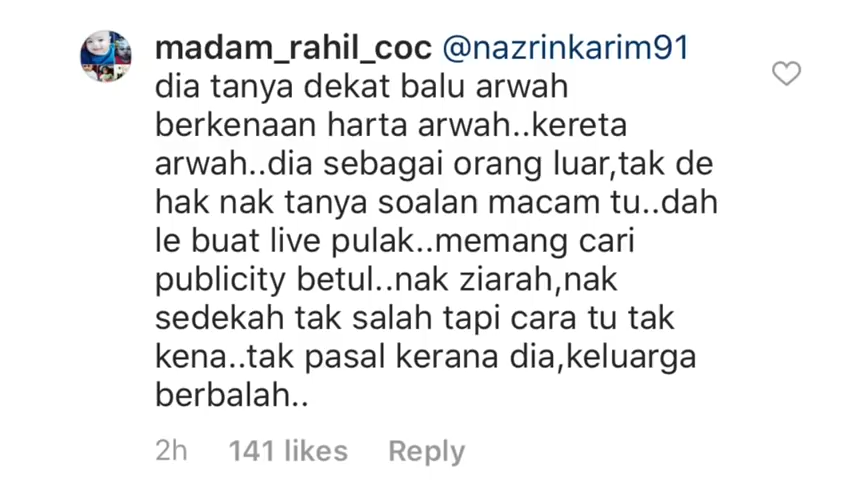 madam_rahil_coc @nazrinkarim91
dia tanya dekat balu arwah
berkenaan harta arwah..kereta
arwah..dia sebagai orang luar,tak de
hak nak tanya soalan macam tu..dah
le buat live pulak..memang cari
publicity betul..nak ziarah,nak
sedekah tak salah tapi cara tu tak
kena..tak pasal kerana dia,keluarga
berbalah..
2h 141 likes Reply